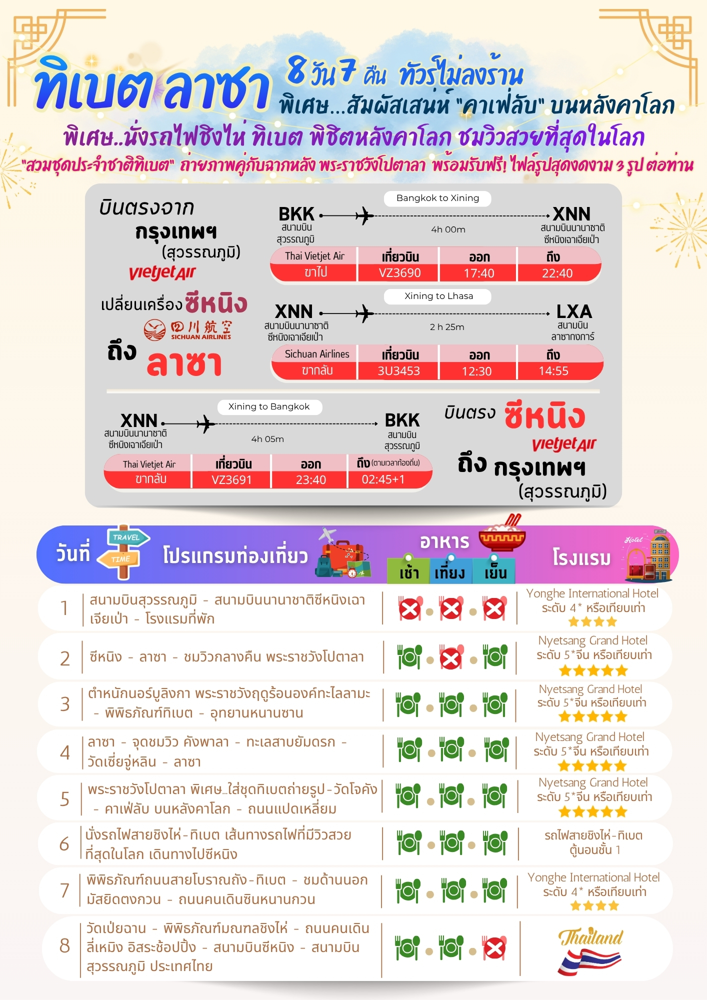 ทิเบต ลาซา
8 วัน 7 คืน ทัวร์ไม่ลงร้าน
พิเศษ...สัมผัสเสน่ห์ "คาเฟ่ลับ" บนหลังคาโลก
พิเศษ..นั่งรถไฟชิงไห่ ทิเบต พิชิตหลังคาโลก ชมวิวสวยที่สุดในโลก
"สวมชุดประจำชาติทิเบต" ถ่ายภาพคู่กับฉากหลัง พระราชวังโปตาลา พร้อมรับฟรี! ไฟล์รูปสุดงดงาม 3 รูป ต่อท่าน
บินตรงจาก
กรุงเทพฯ
(สุวรรณภูมิ)
vietjetAir
เปลี่ยนเครื่อง ซีหนิง
四川航空
SICHUAN AIRLINES
ถึง ลาซา
Bangkok to Xining
BKK XNN
4h 00m
สนามบิน
สุวรรณภูมิ
สนามบินนานาชาติ
ซีหนิงเฉาเจียเป่า
Thai Vietjet Air เที่ยวบิน ออก ถึง
ขาไป VZ3690 17:40 22:40
Xining to Lhasa
XNN LXA
2 h 25m
สนามบินนานาชาติ
ซีหนิงเฉาเจียเป่า
สนามบิน
ลาซากงการ์
Sichuan Airlines เที่ยวบิน ออก ถึง
ขากลับ 3U3453 12:30 14:55
Xining to Bangkok
XNN BKK
4h 05m
สนามบินนานาชาติ
ซีหนิงเฉาเจียเป่า
สนามบิน
สุวรรณภูมิ
Thai Vietjet Air เที่ยวบิน ออก ถึง (ตามเวลาท้องถิ่น)
ขากลับ VZ3691 23:40 02:45+1
บินตรง ซีหนิง
vietjetAir
ถึง กรุงเทพฯ
(สุวรรณภูมิ)
วันที่ TRAVEL TIME โปรแกรมท่องเที่ยว อาหาร โรงแรม Hotel Hotel
เช้า เที่ยง เย็น
1
สนามบินสุวรรณภูมิ - สนามบินนานาชาติซีหนิงเฉา
เจียเป่า - โรงแรมที่พัก
Yonghe International Hotel
ระดับ 4* หรือเทียบเท่า
2
ซีหนิง - ลาซา - ชมวิวกลางคืน พระราชวังโปตาลา
Nyetsang Grand Hotel
ระดับ 5*จีน หรือเทียบเท่า
3
ตำหนักนอร์บูลิงกา พระราชวังฤดูร้อนองค์ทะไลลามะ
- พิพิธภัณฑ์ทิเบต - อุทยานหนานซาน
Nyetsang Grand Hotel
ระดับ 5*จีน หรือเทียบเท่า
4
ลาซา - จุดชมวิว คังพาลา - ทะเลสาบยัมดรก -
วัดเซี่ยจู่หลิน - ลาซา
Nyetsang Grand Hotel
ระดับ 5*จีน หรือเทียบเท่า
5
พระราชวังโปตาลา พิเศษ...ใส่ชุดทิเบตถ่ายรูป-วัดโจคัง
- คาเฟ่ลับ บนหลังคาโลก - ถนนแปดเหลี่ยม
Nyetsang Grand Hotel
ระดับ 5*จีน หรือเทียบเท่า
6
นั่งรถไฟสายชิงไห่-ทิเบต เส้นทางรถไฟที่มีวิวสวย
ที่สุดในโลก เดินทางไปซีหนิง
รถไฟสายชิงไห่-ทิเบต
ตู้นอนชั้น 1
7
พิพิธภัณฑ์ถนนสายโบราณถัง-ทิเบต - ชมด้านนอก
มัสยิดตงกวน - ถนนคนเดินซินหนานกวน
Yonghe International Hotel
ระดับ 4* หรือเทียบเท่า
8
วัดเป่ยฉาน - พิพิธภัณฑ์มณฑลชิงไห่ - ถนนคนเดิน
ลี่เหมิง อิสระช้อปปิ้ง - สนามบินซีหนิง - สนามบิน
สุวรรณภูมิ ประเทศไทย
Thailand